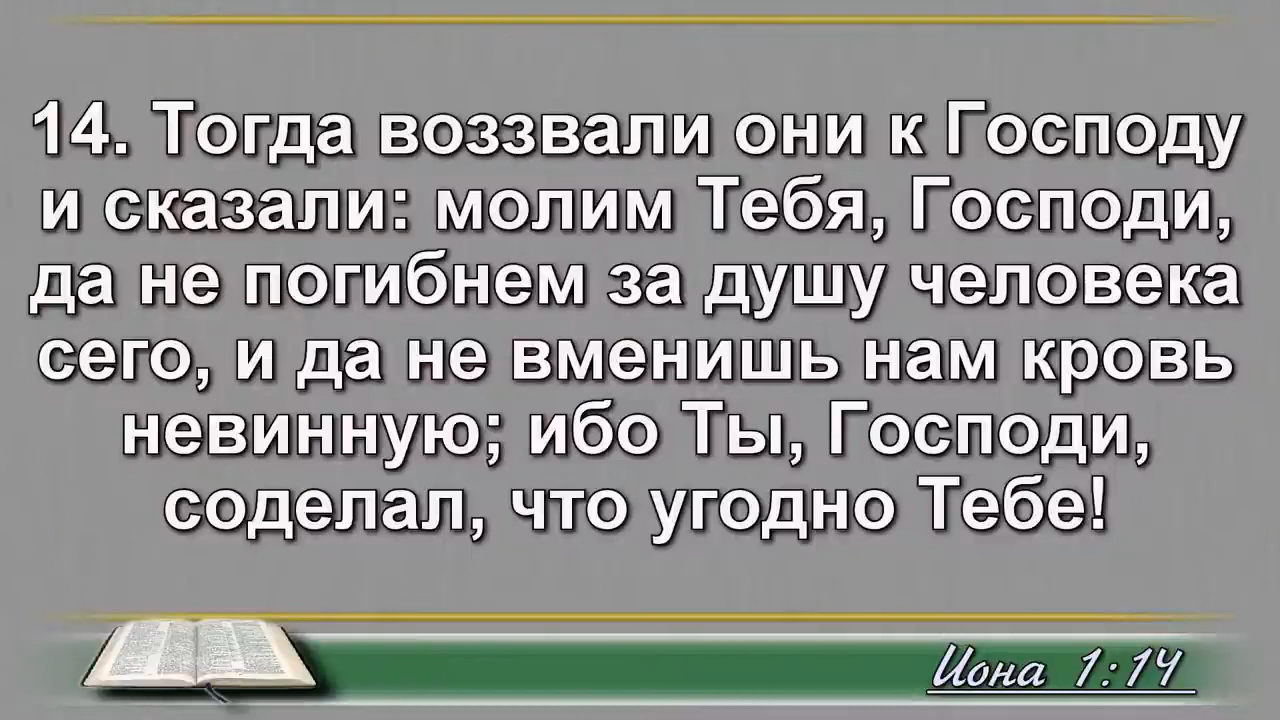 14. Тогда воззвали они к Господу
и сказали: молим Тебя, Господи,
да не погибнем за душу человека
сего, и да не вменишь нам кровь
невинную; ибо Ты, Господи,
соделал, что угодно Тебе!
Иона 1:14